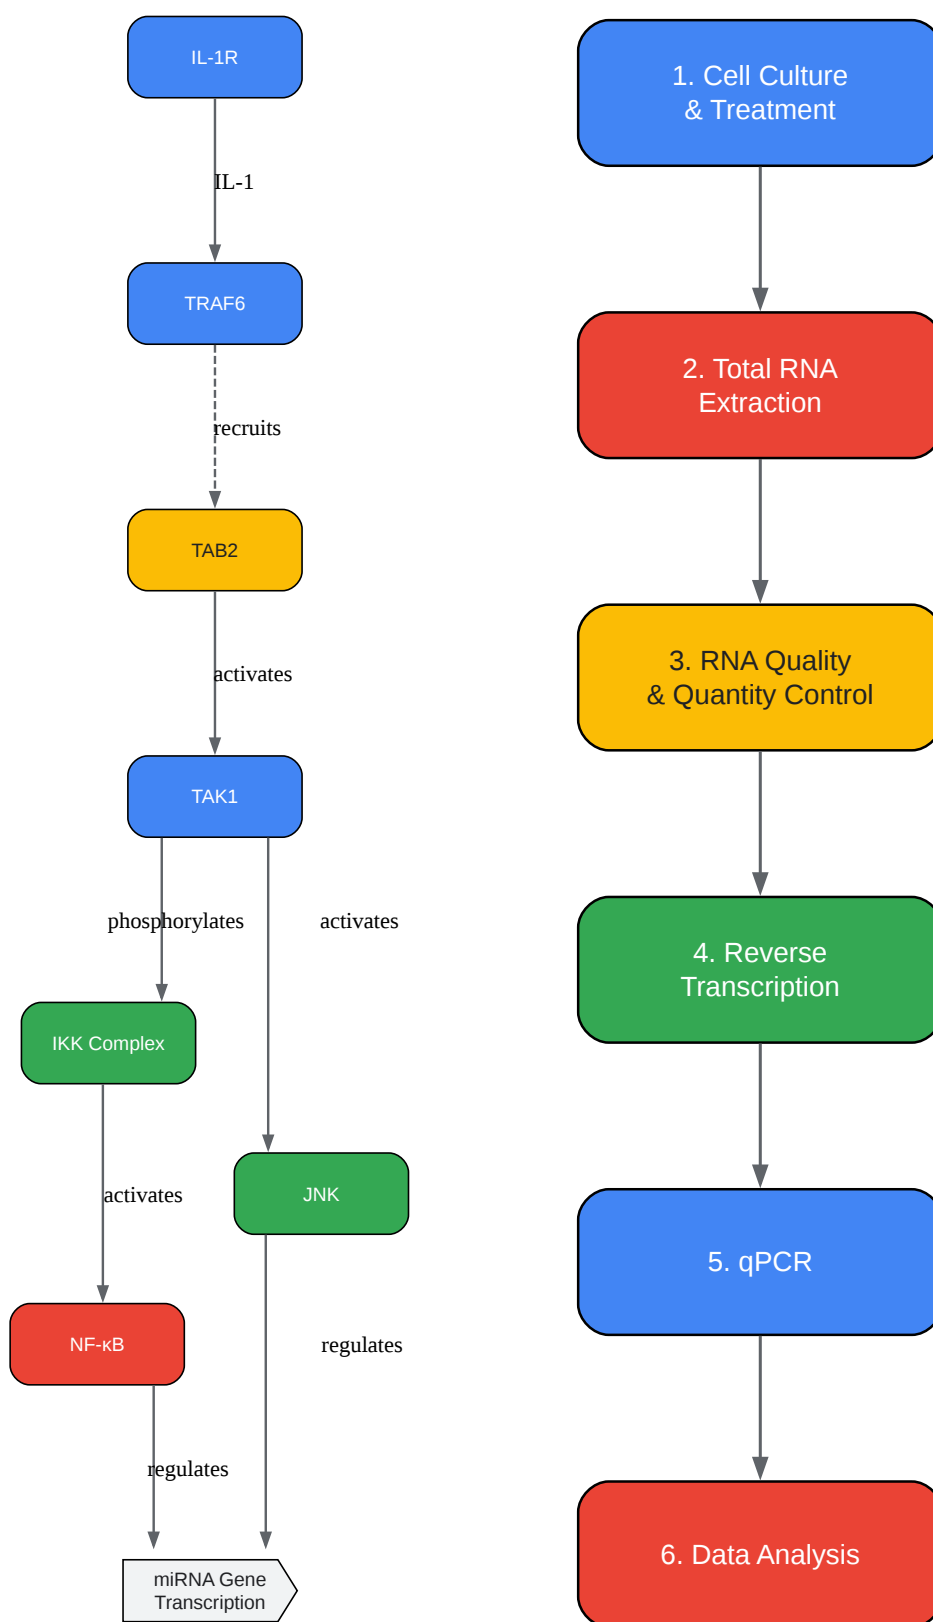 IL-1R
IL-1
TRAF6
recruits
TAB2
activates
TAK1
phosphorylates
activates
IKK Complex
activates
JNK
NF-κB
regulates
regulates
miRNA Gene
Transcription
1. Cell Culture
& Treatment
2. Total RNA
Extraction
3. RNA Quality
& Quantity Control
4. Reverse
Transcription
5. qPCR
6. Data Analysis